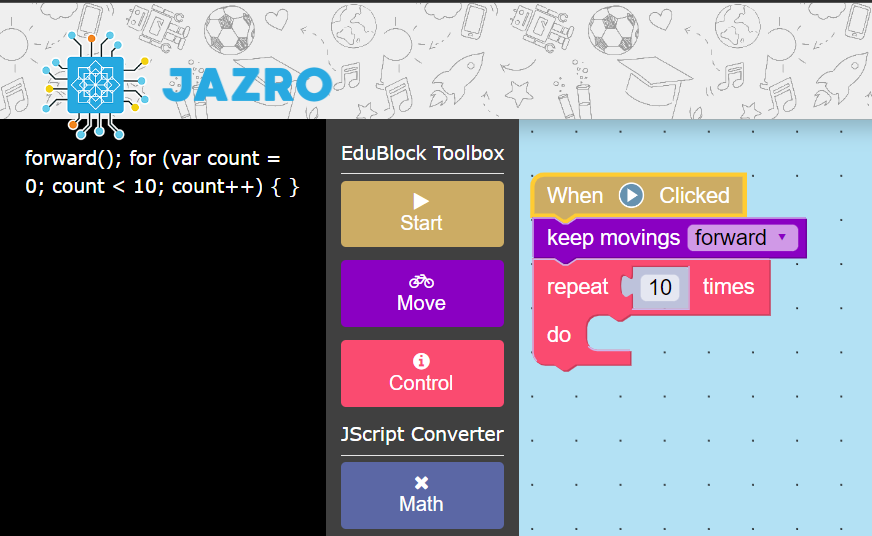 JAZRO
forward(); for (var count =
0; count < 10; count++) { }
EduBlock Toolbox
Start
Move
Control
JScript Converter
Math
When Clicked
keep movings forward
repeat 10 times
do